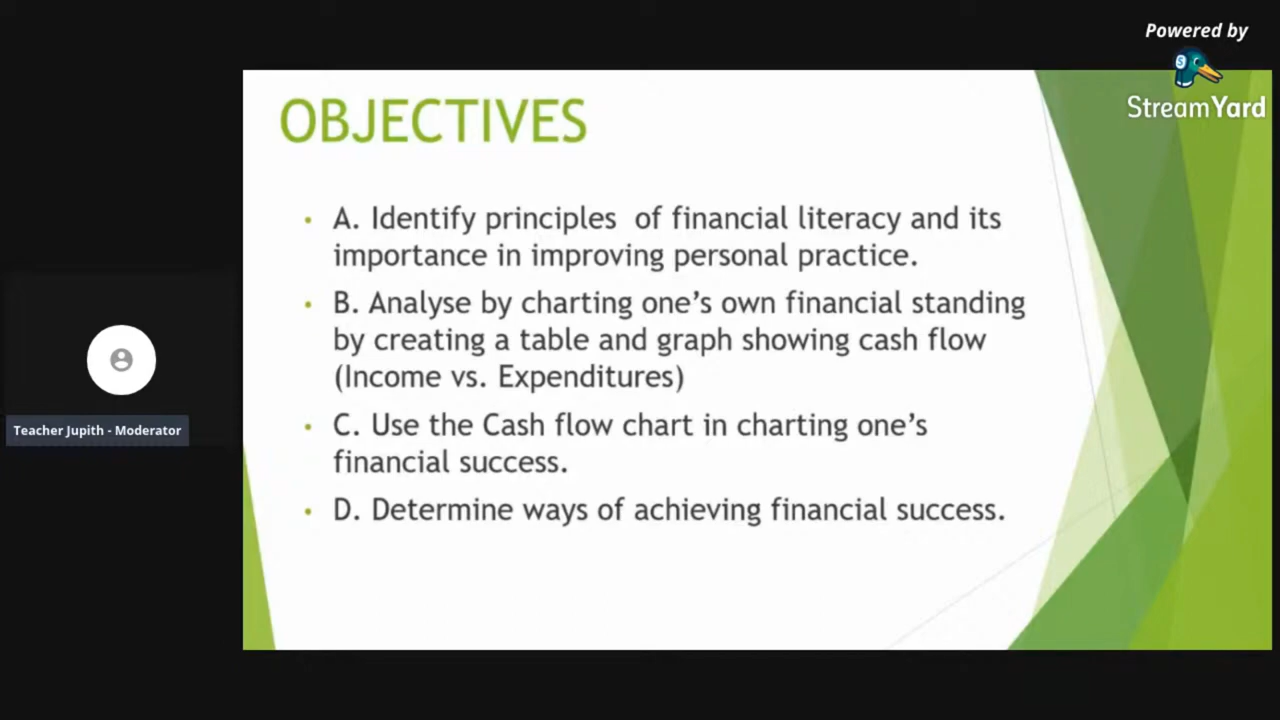 Powered by
StreamYard
OBJECTIVES
• A. Identify principles of financial literacy and its
importance in improving personal practice.
• B. Analyse by charting one's own financial standing
by creating a table and graph showing cash flow
(Income vs. Expenditures)
• C. Use the Cash flow chart in charting one's
financial success.
• D. Determine ways of achieving financial success.
Teacher Jupith - Moderator